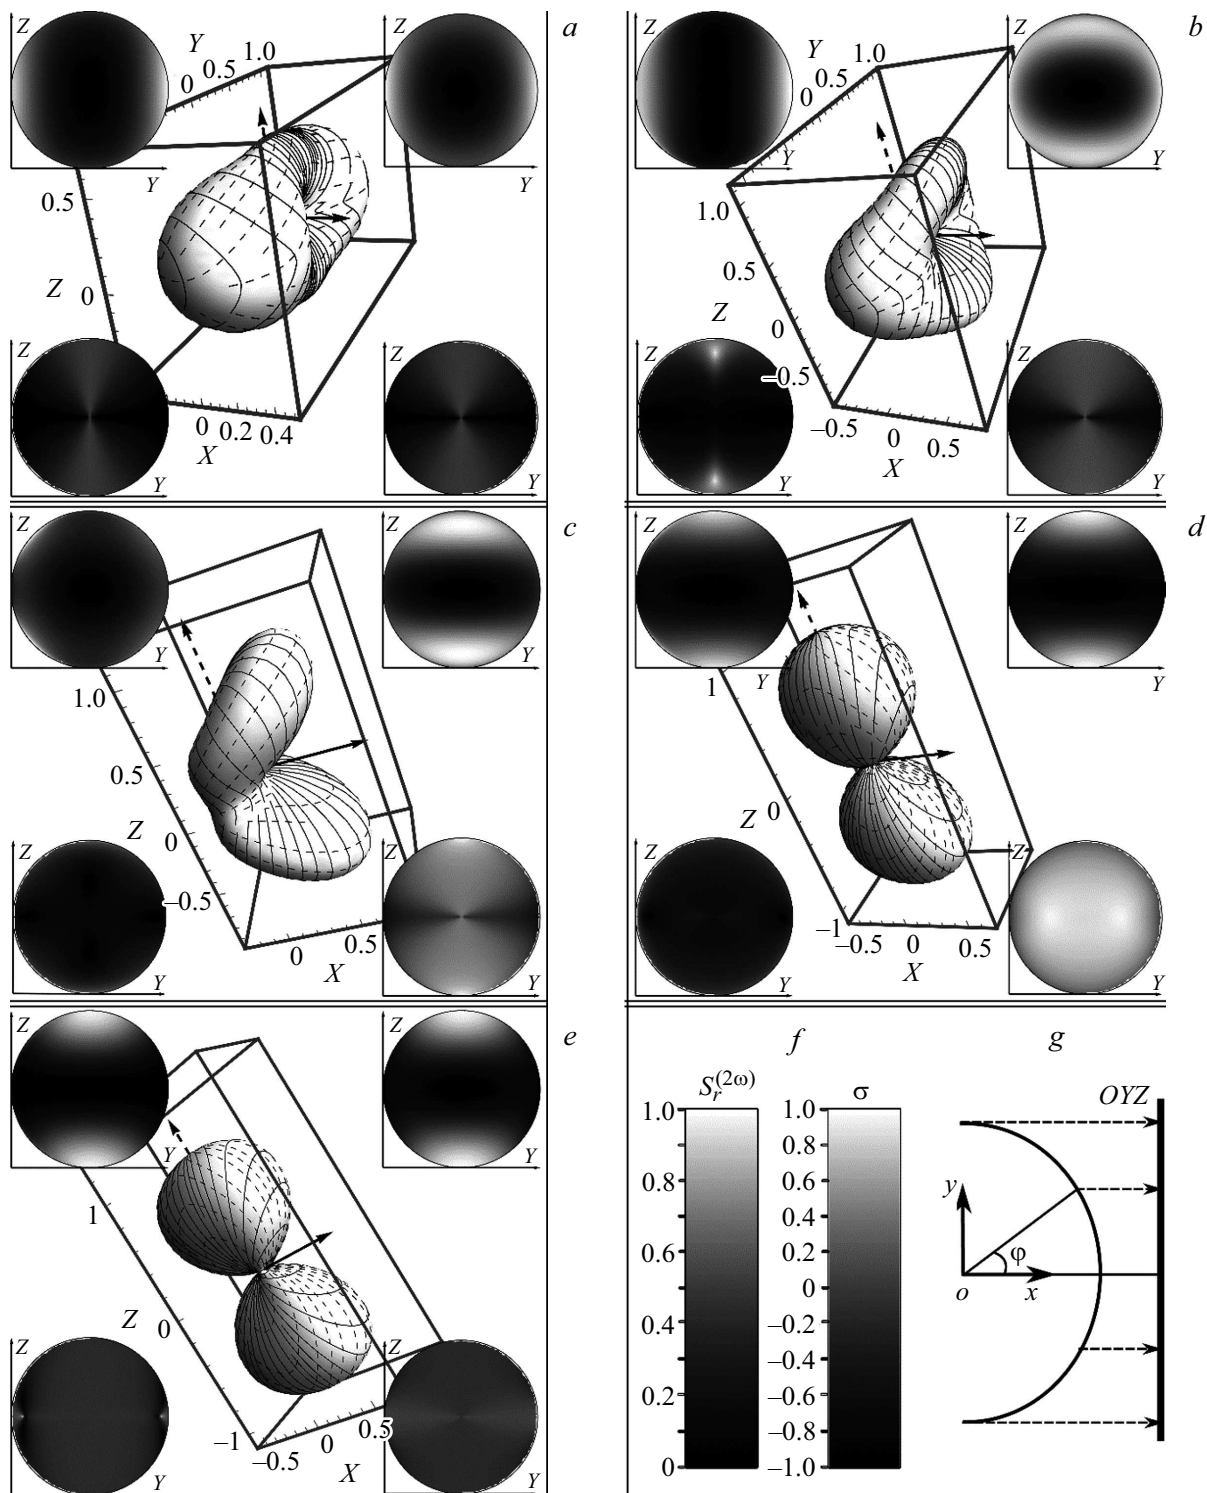 a
Z
Y
Z
Y
Y
0 0.5 1.0
0.5
Z 0
Z
Y
0 0.2 0.4
X
Z
Y
b
Z
Y
Z
Y
Y
0 0.5 1.0
1.0
0.5
Z 0
–0.5
Z
Y
–0.5 0 0.5
X
Z
Y
c
Z
Y
Z
Y
1.0
0.5
Z 0
–0.5
Z
Y
0 0.5
X
Z
Y
d
Z
Y
Z
Y
1
Y
Z 0
–1
Z
Y
–0.5 0 0.5
X
Z
Y
e
Z
Y
Z
Y
1
Z 0
–1
Z
Y
–0.5 0 0.5
X
Z
Y
f
S_r^(2ω)
1.0
0.8
0.6
0.4
0.2
0
σ
1.0
0.8
0.6
0.4
0.2
0
–0.2
–0.4
–0.6
–0.8
–1.0
g
OYZ
y
φ
o x